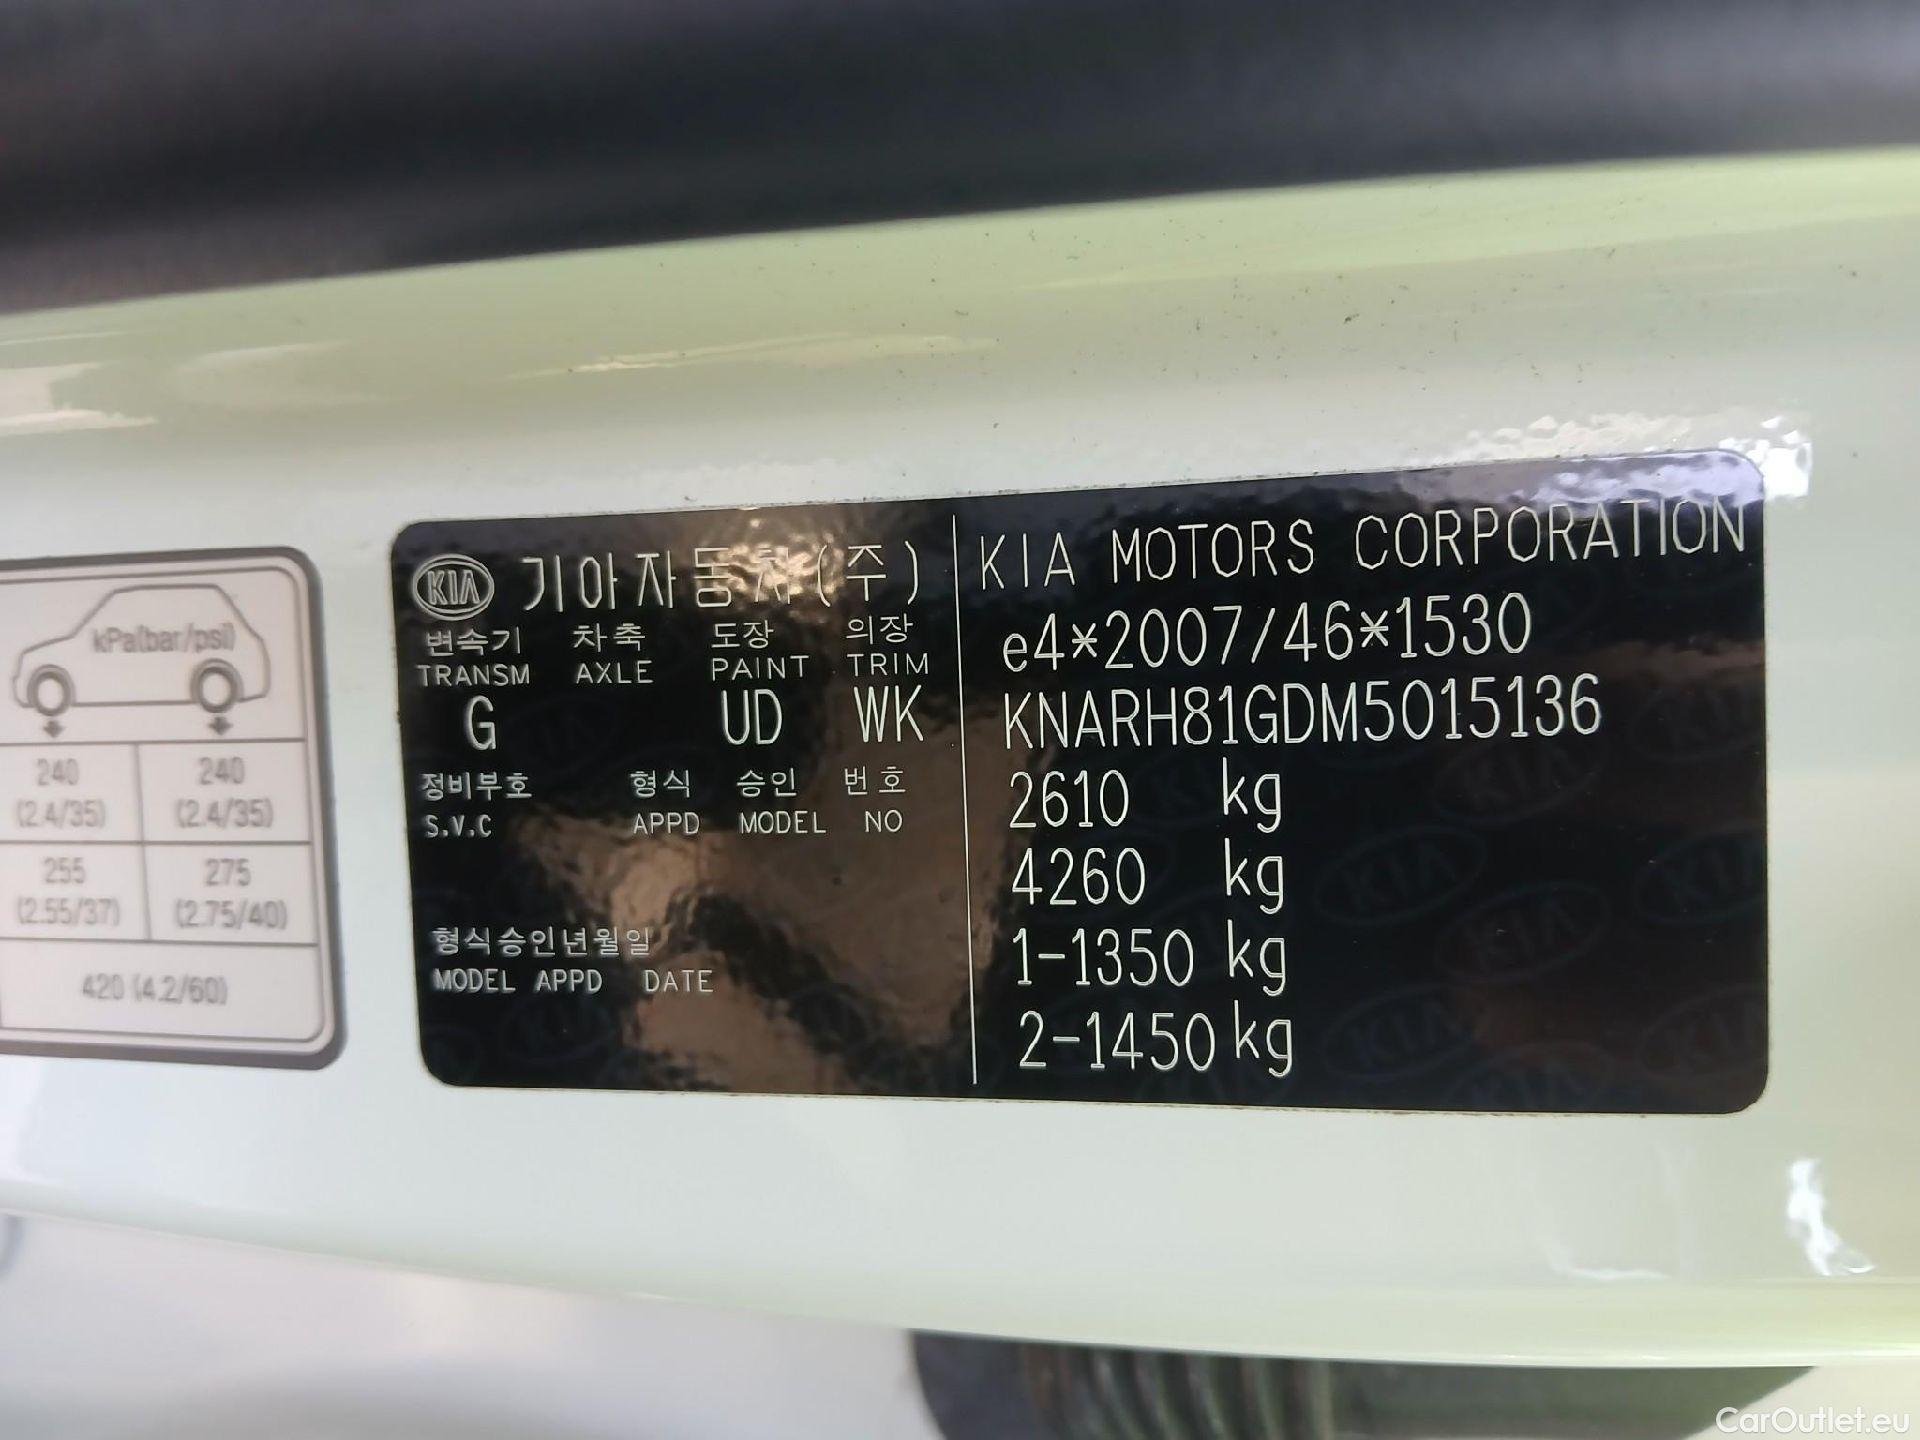 kPa(bar/psi)
240 240
(2.4/35) (2.4/35)
255 275
(2.55/37) (2.75/40)
420 (4.2/60)
KIA 기아자동차(주)
변속기 차축 도장 의장
TRANSM AXLE PAINT TRIM
G UD WK
정비부호 형식 승인 번호
S.V.C APPD MODEL NO
형식승인년월일
MODEL APPD DATE
KIA MOTORS CORPORATION
e4*2007/46*1530
KNARH81GDM5015136
2610 kg
4260 kg
1-1350 kg
2-1450 kg
CarOutlet.eu